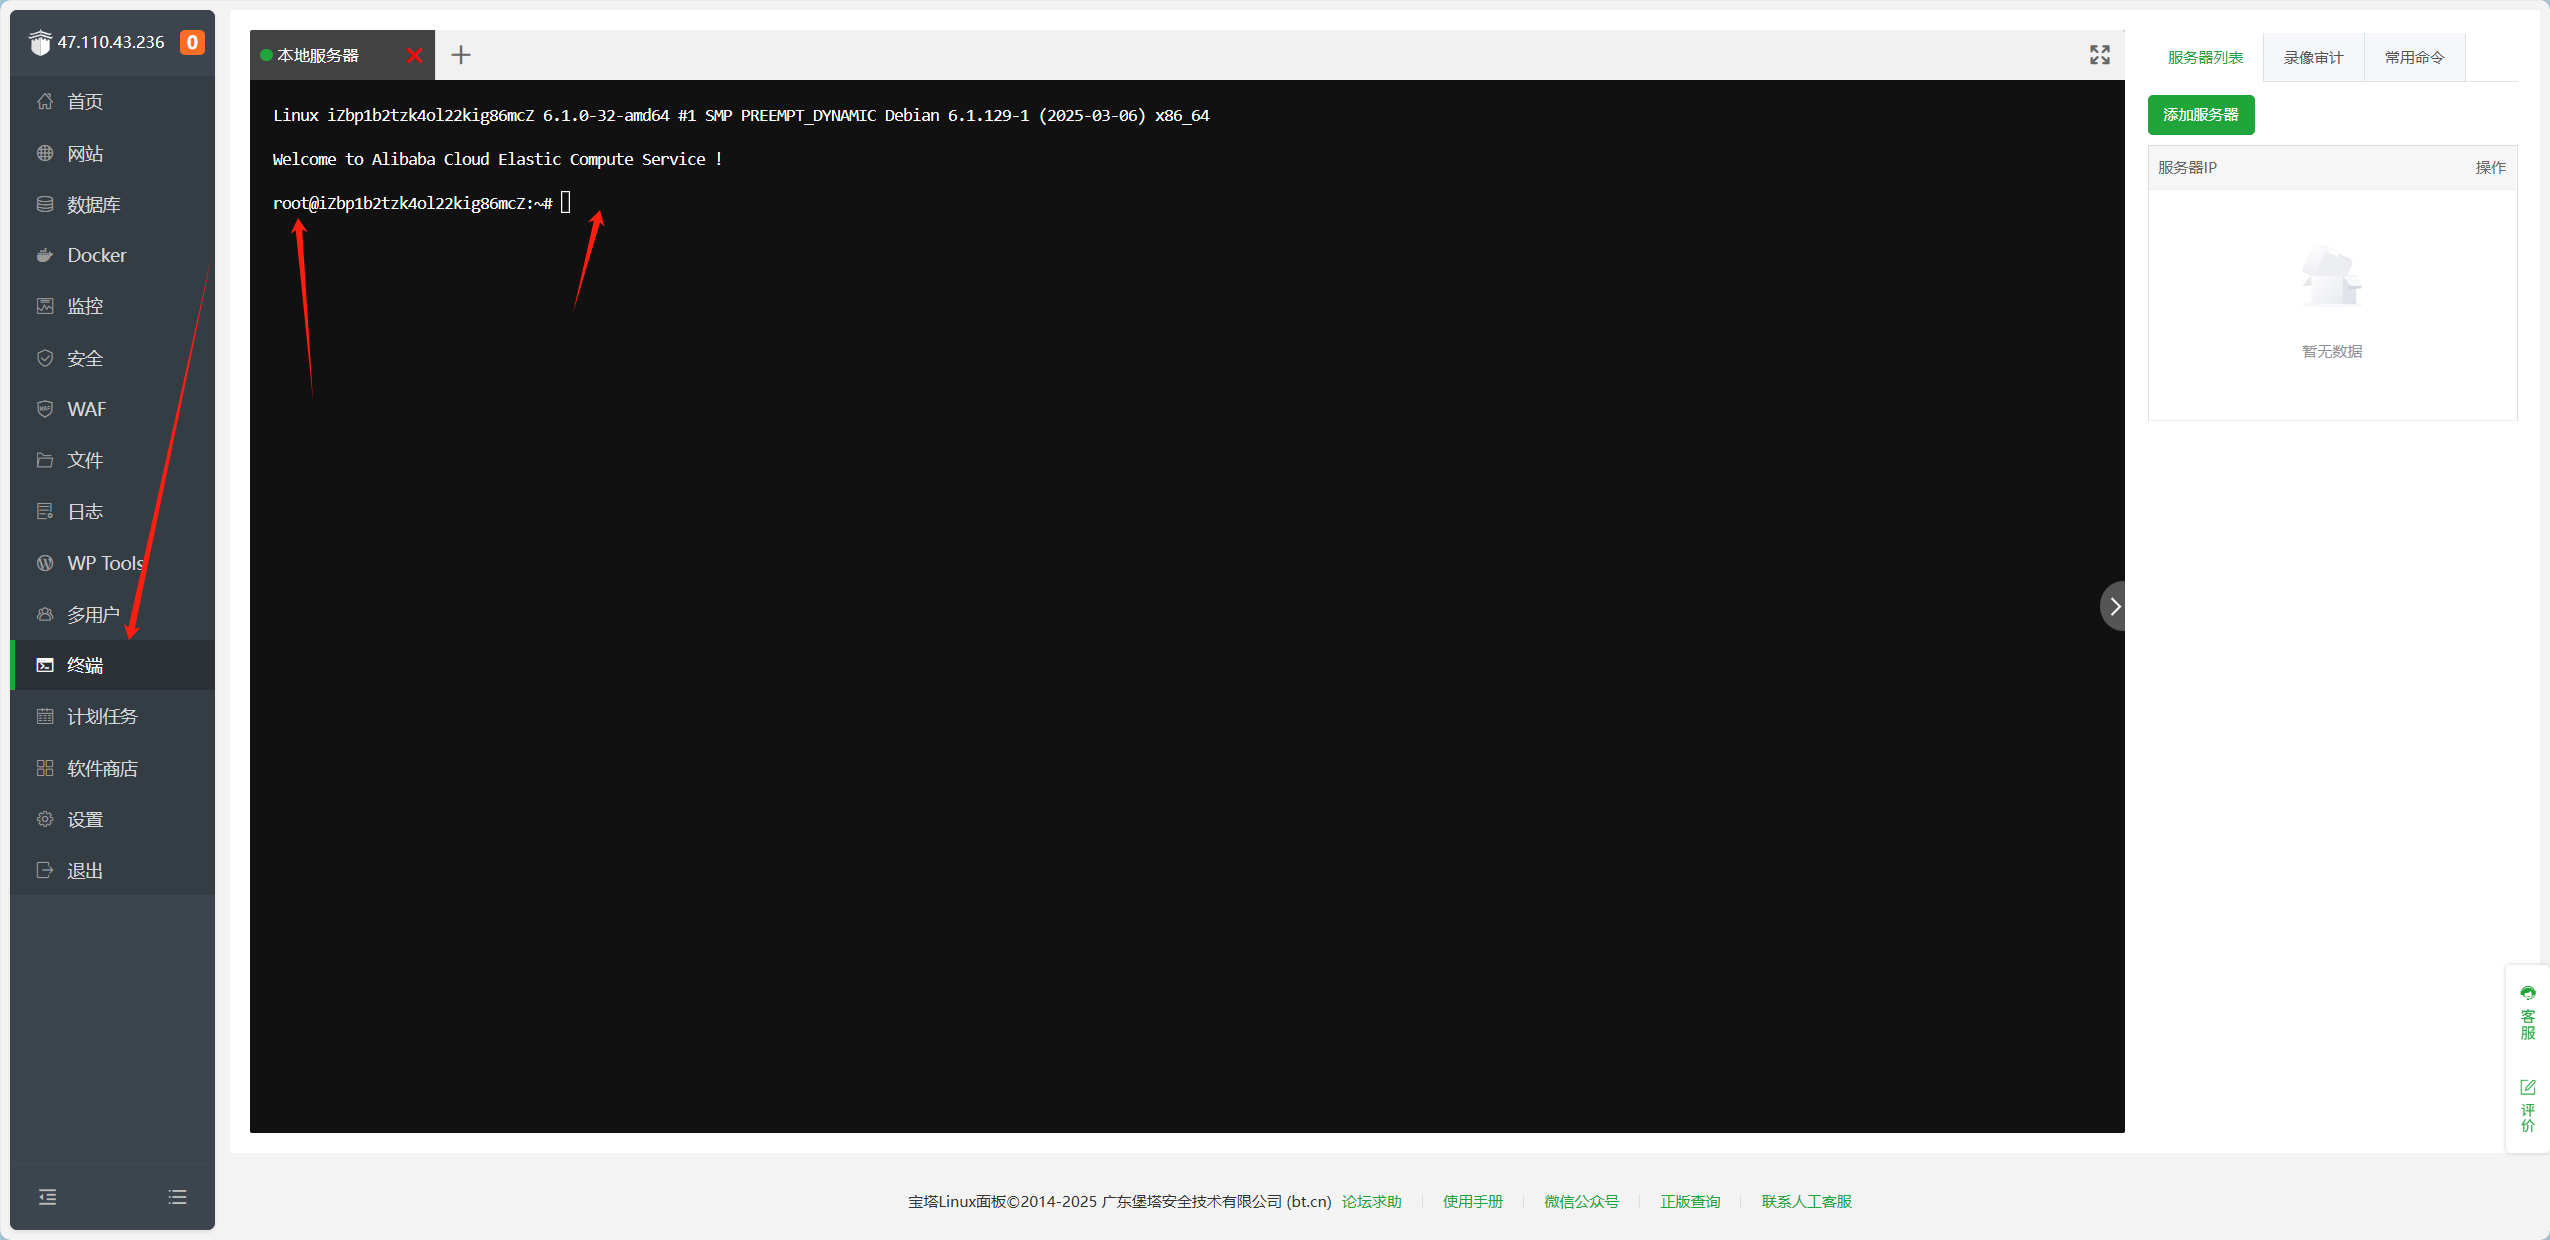 47.110.43.236 0
首页
网站
数据库
Docker
监控
安全
WAF
文件
日志
WP Tools
多用户
终端
计划任务
软件商店
设置
退出
本地服务器
Linux iZbp1b2tzk4ol22kig86mcZ 6.1.0-32-amd64 #1 SMP PREEMPT_DYNAMIC Debian 6.1.129-1 (2025-03-06) x86_64
Welcome to Alibaba Cloud Elastic Compute Service !
root@iZbp1b2tzk4ol22kig86mcZ:~#
服务器列表 录像审计 常用命令
添加服务器
服务器IP 操作
暂无数据
客服
评价
宝塔Linux面板©2014-2025 广东堡塔安全技术有限公司 (bt.cn) 论坛求助 使用手册 微信公众号 正版查询 联系人工客服